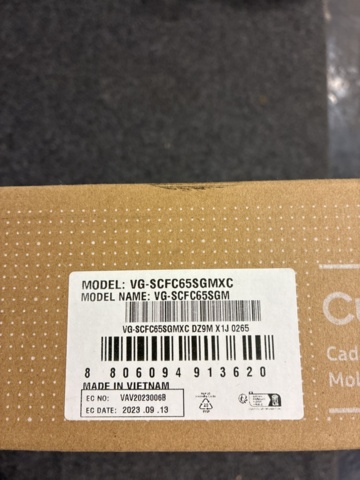 MODEL: VG-SCFC65SGMXC
MODEL NAME: VG-SCFC65SGM
VG-SCFC65SGMXC DZ9M X1J 0265
8 806094 913620
MADE IN VIETNAM
EC NO: VAV2023006B
EC DATE: 2023 .09 .13
Cu
Cad
Mol